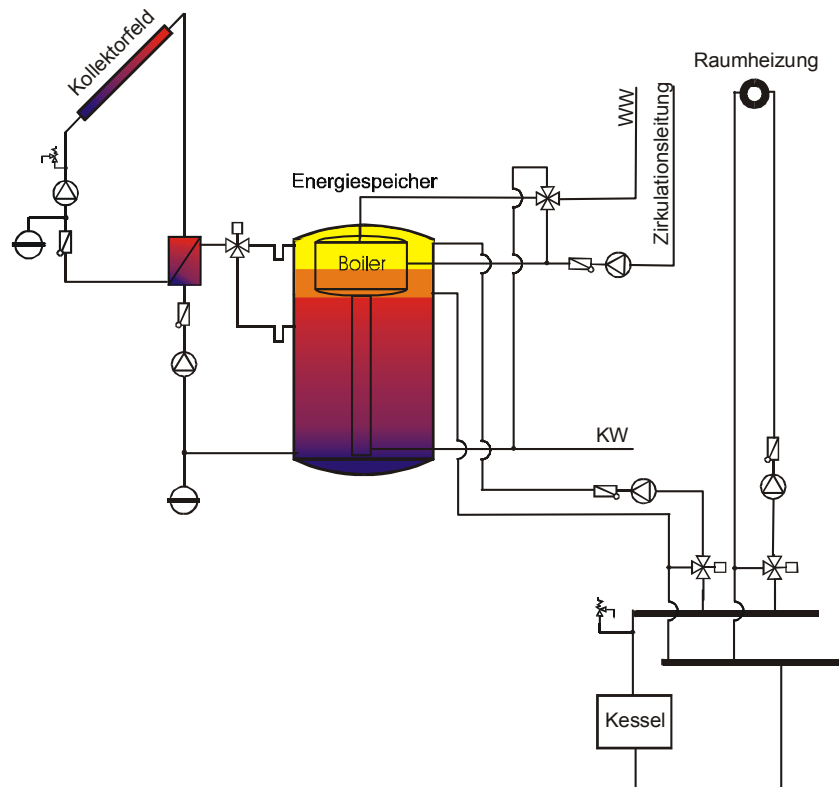 Kollektorfeld
Raumheizung
WW
Zirkulationsleitung
Energiespeicher
Boiler
KW
Kessel